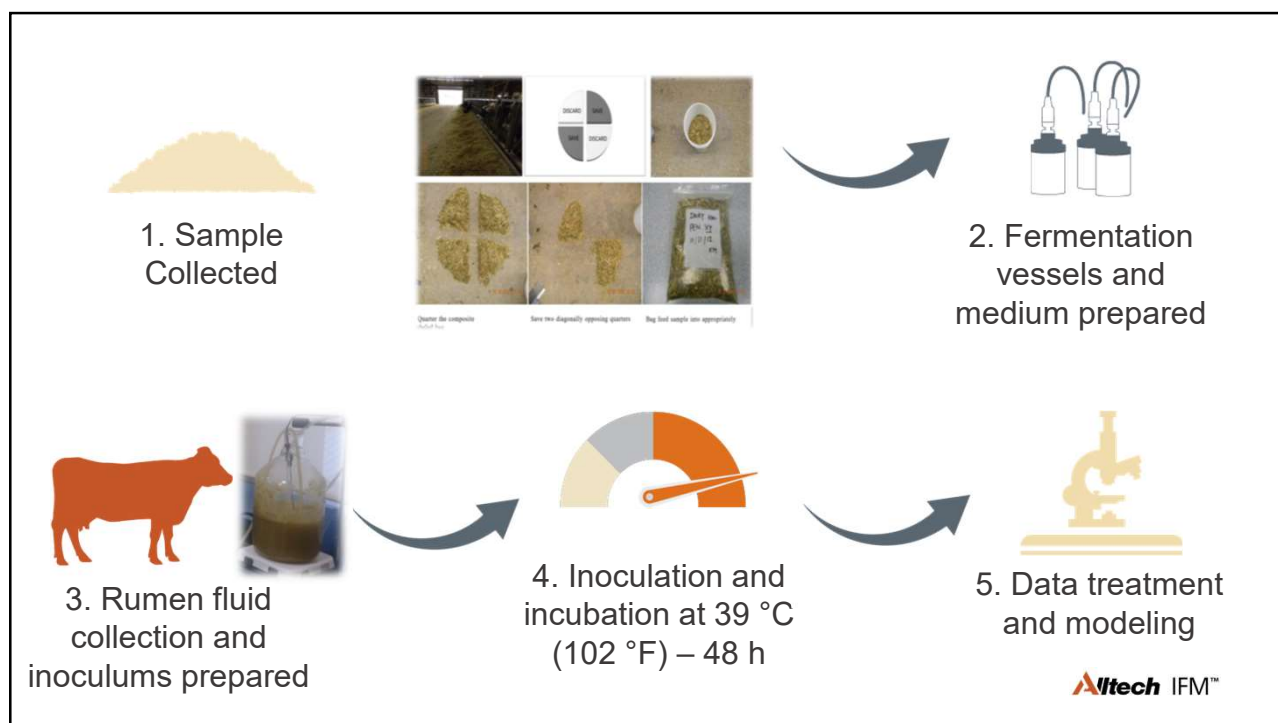 DISCARD
SAVE
SAVE
DISCARD
1. Sample
Collected
Quarter the composite
Save two diagonally opposing quarters
Bag feed sample into appropriately
2. Fermentation
vessels and
medium prepared
3. Rumen fluid
collection and
inoculums prepared
4. Inoculation and
incubation at 39 °C
(102 °F) – 48 h
5. Data treatment
and modeling
Alltech IFM™